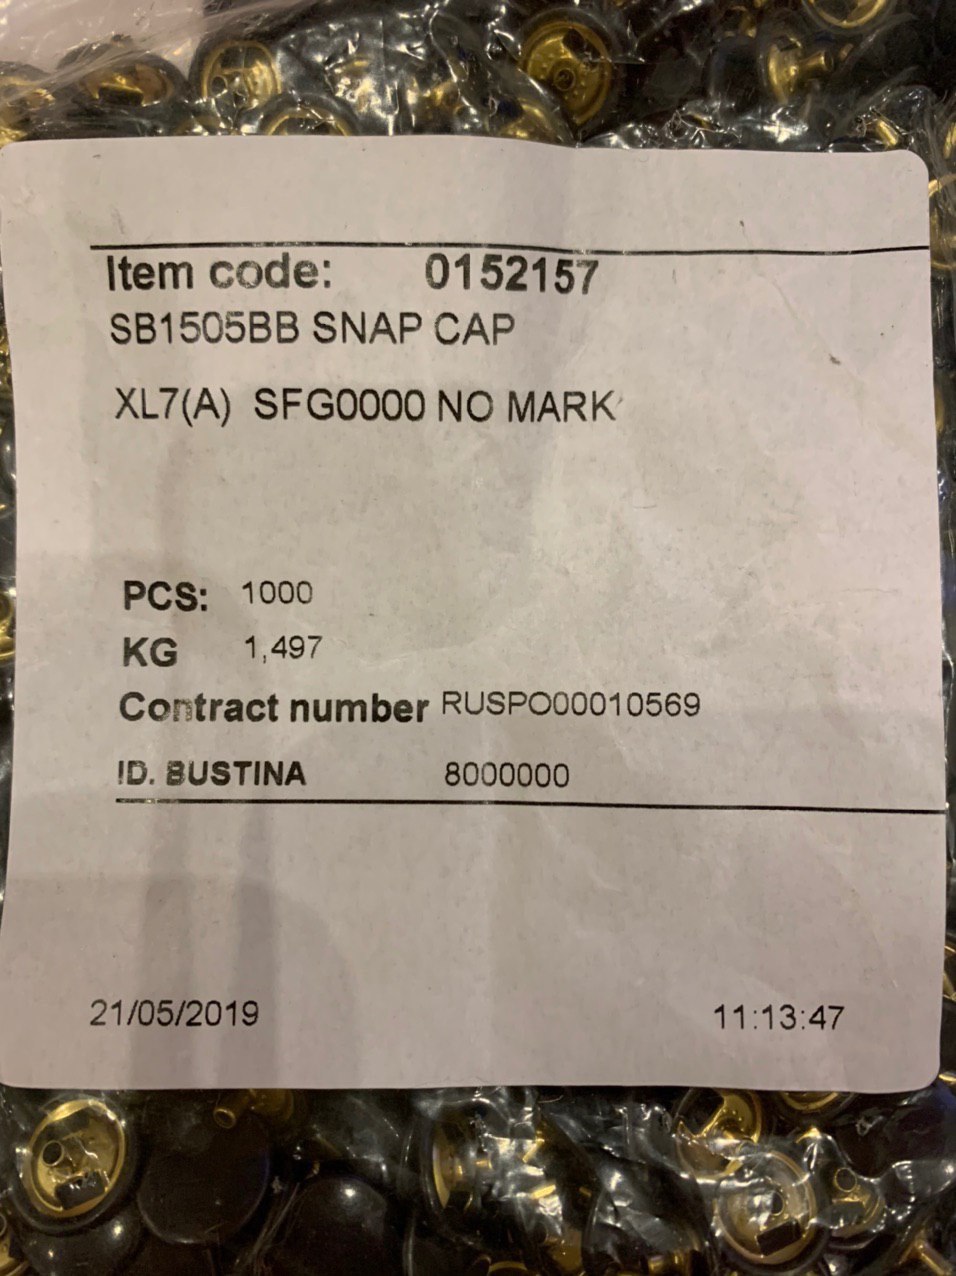 Item code: 0152157
SB1505BB SNAP CAP
XL7(A) SFG0000 NO MARK
PCS: 1000
KG 1,497
Contract number RUSPO00010569
ID. BUSTINA 8000000
21/05/2019 11:13:47